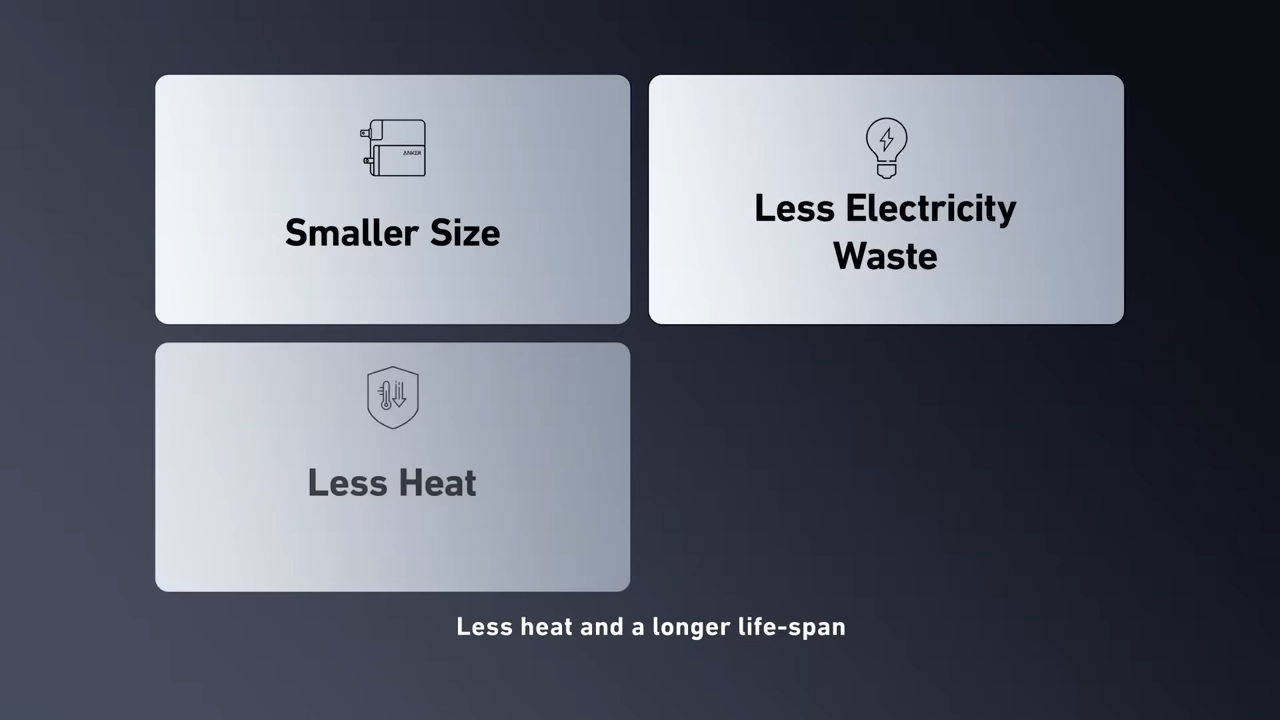 ANKER
Smaller Size
Less Electricity
Waste
Less Heat
Less heat and a longer life-span